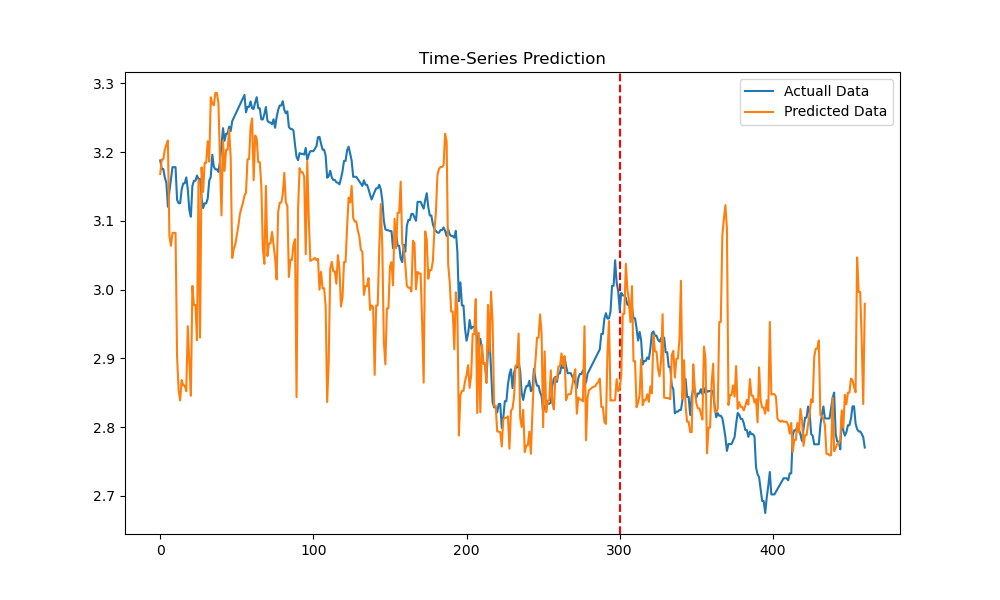 Time-Series Prediction
Actuall Data
Predicted Data
3.3
3.2
3.1
3.0
2.9
2.8
2.7
0 100 200 300 400